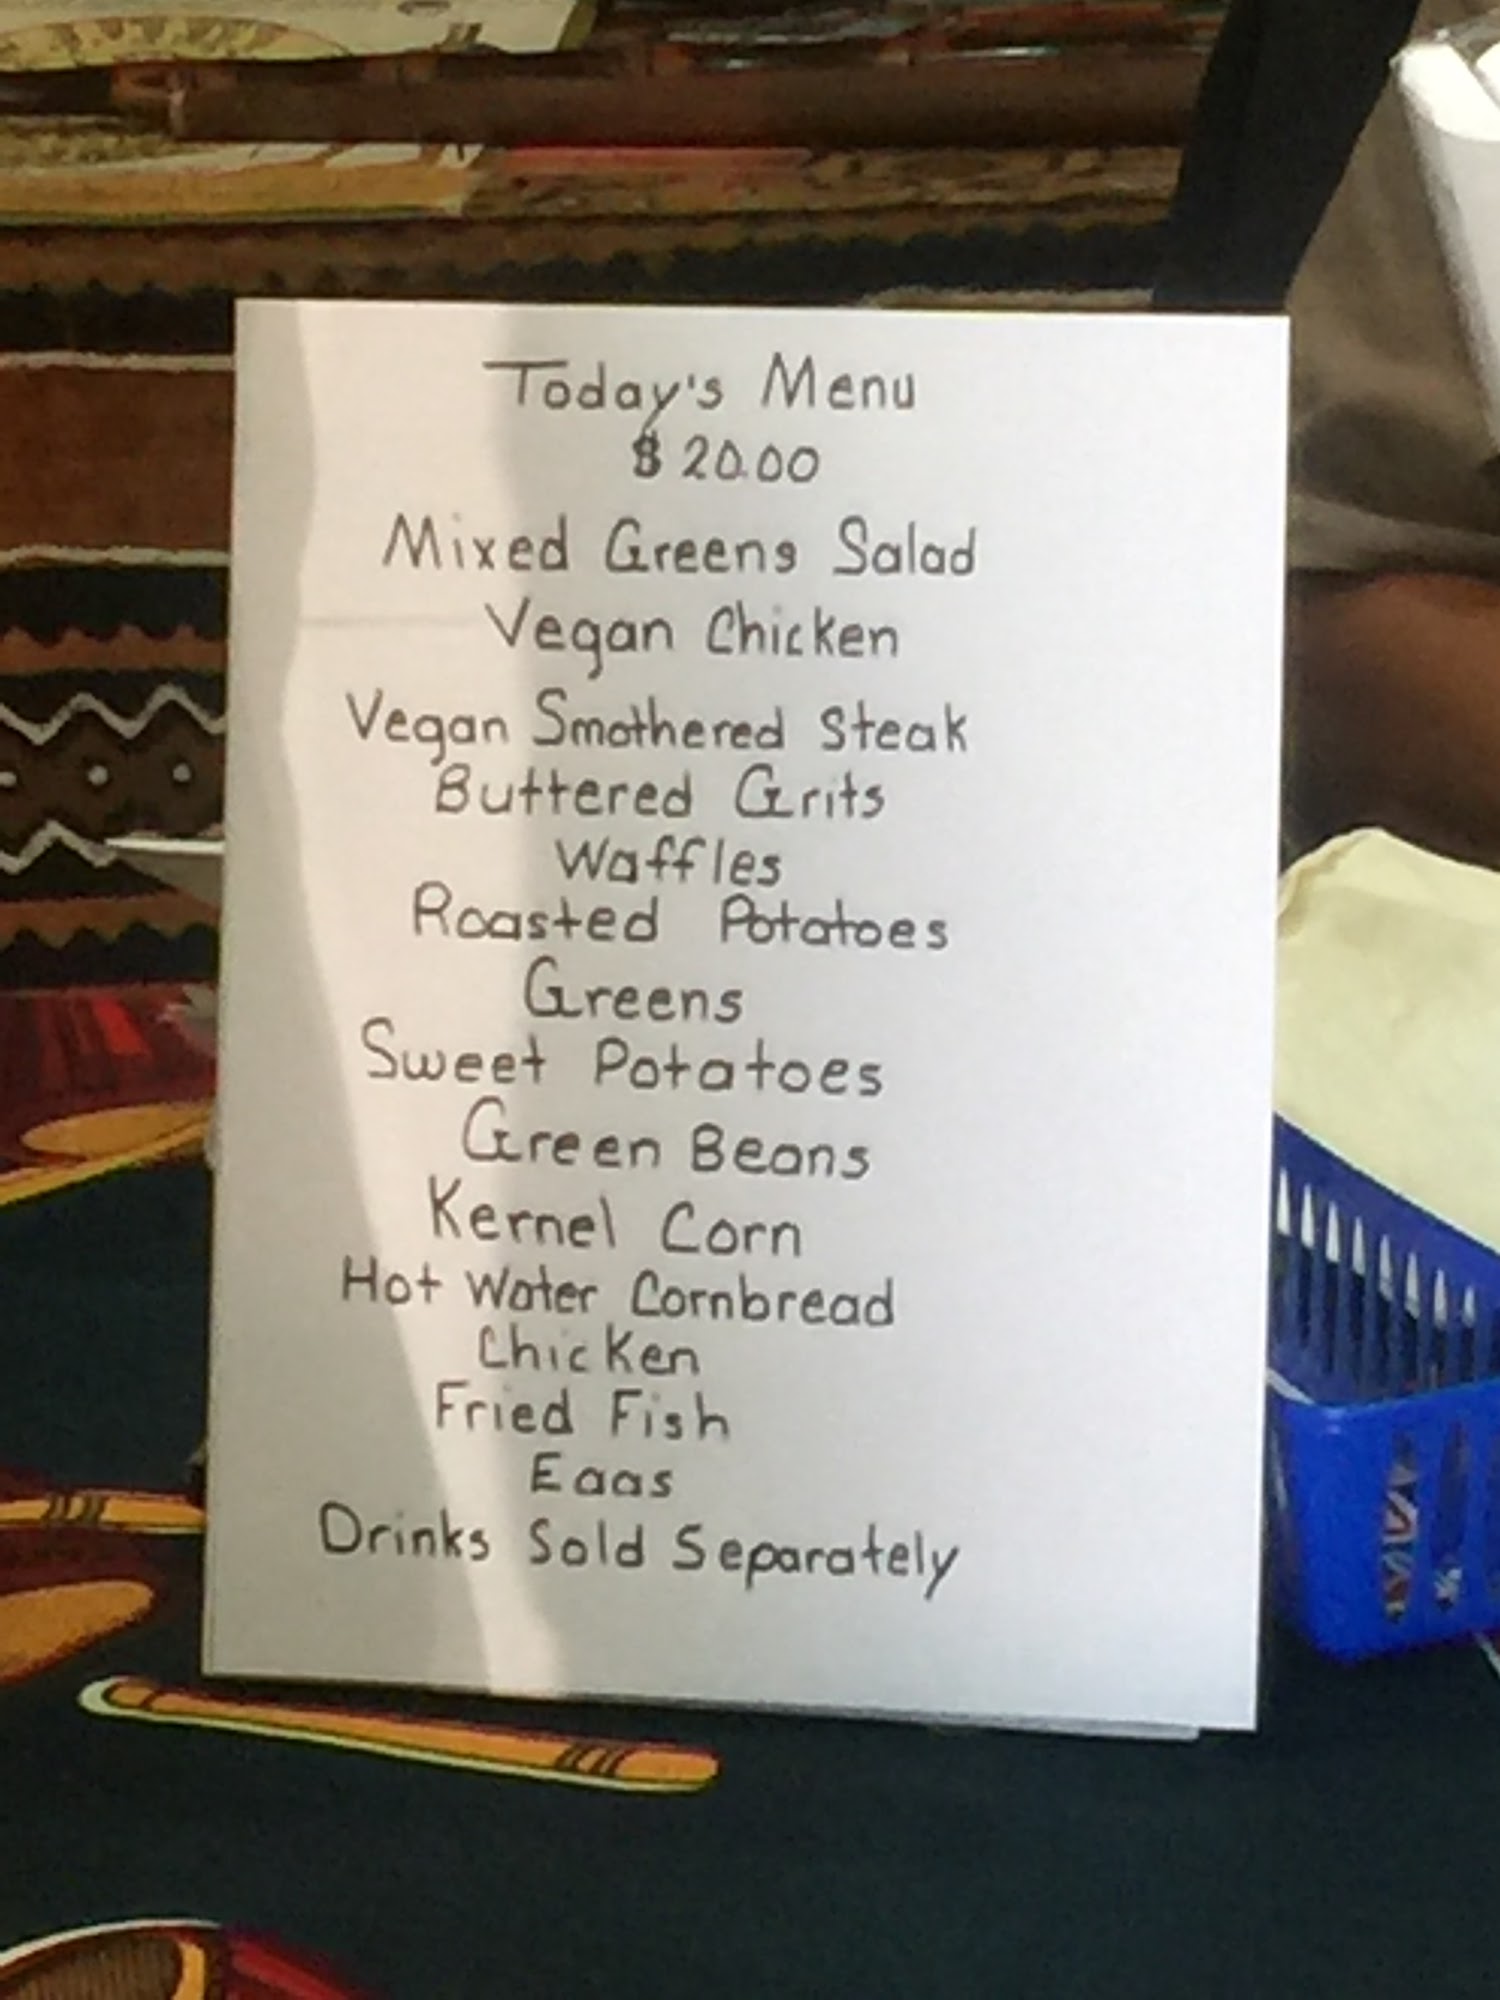 Today's Menu
$20.00
Mixed Greens Salad
Vegan Chicken
Vegan Smothered Steak
Buttered Grits
Waffles
Roasted Potatoes
Greens
Sweet Potatoes
Green Beans
Kernel Corn
Hot Water Cornbread
Chicken
Fried Fish
Eggs
Drinks Sold Separately